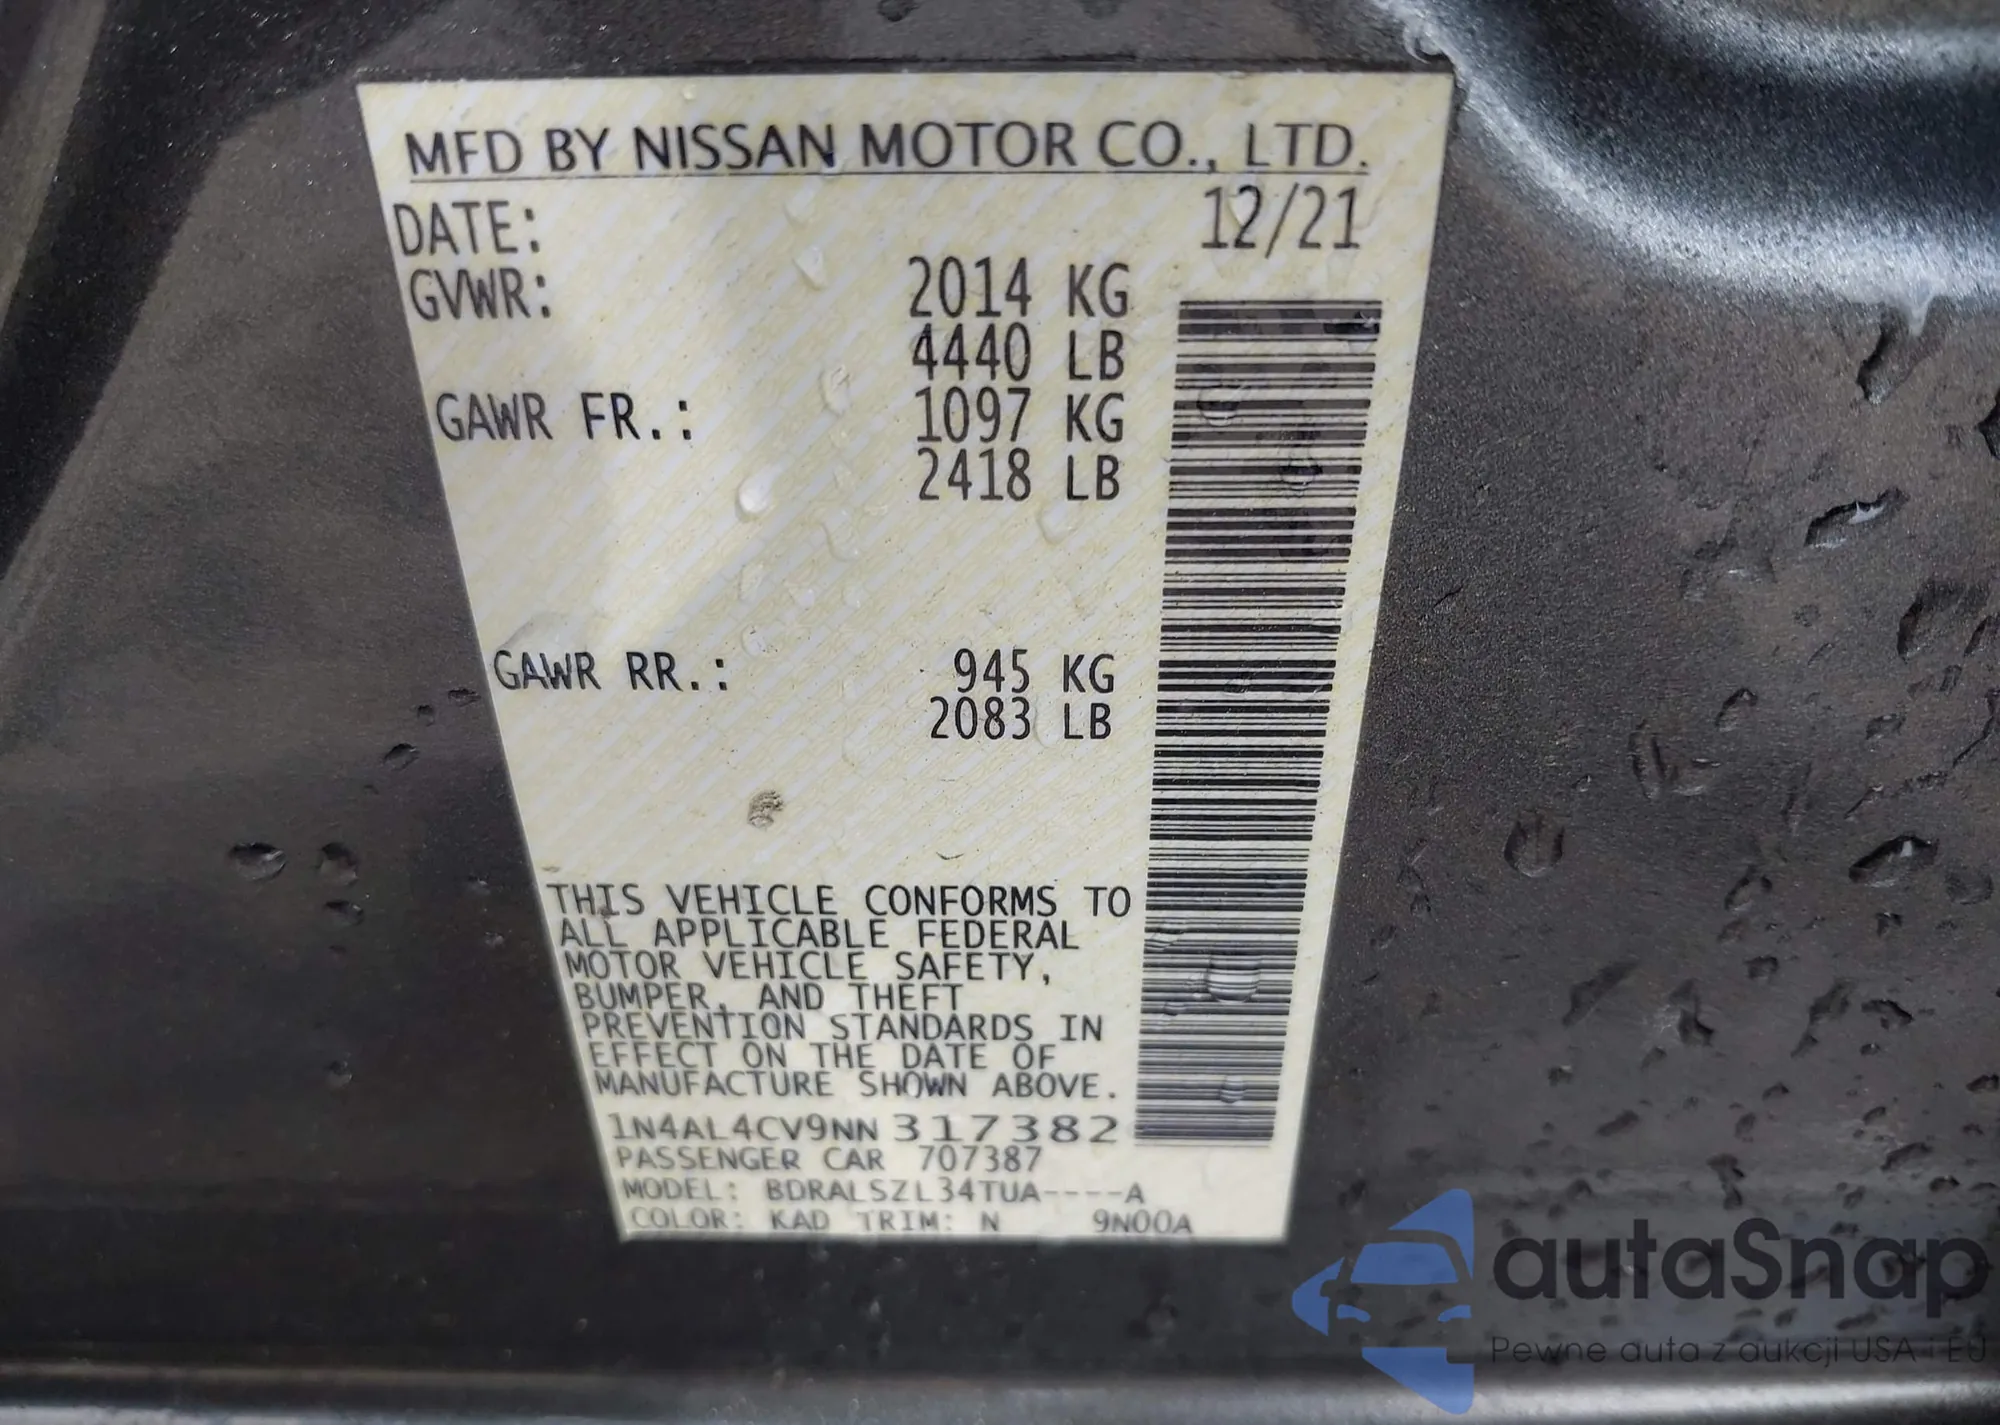 MFD BY NISSAN MOTOR CO., LTD.
DATE: 12/21
GVWR: 2014 KG
4440 LB
GAWR FR.: 1097 KG
2418 LB
GAWR RR.: 945 KG
2083 LB
THIS VEHICLE CONFORMS TO
ALL APPLICABLE FEDERAL
MOTOR VEHICLE SAFETY,
BUMPER, AND THEFT
PREVENTION STANDARDS IN
EFFECT ON THE DATE OF
MANUFACTURE SHOWN ABOVE.
1N4AL4CV9NN317382
PASSENGER CAR 707387
MODEL: BDRALSZL34TUA----A
COLOR: KAD TRIM: N 9N00A
autaSnap
Pewne auta z aukcji USA i EU